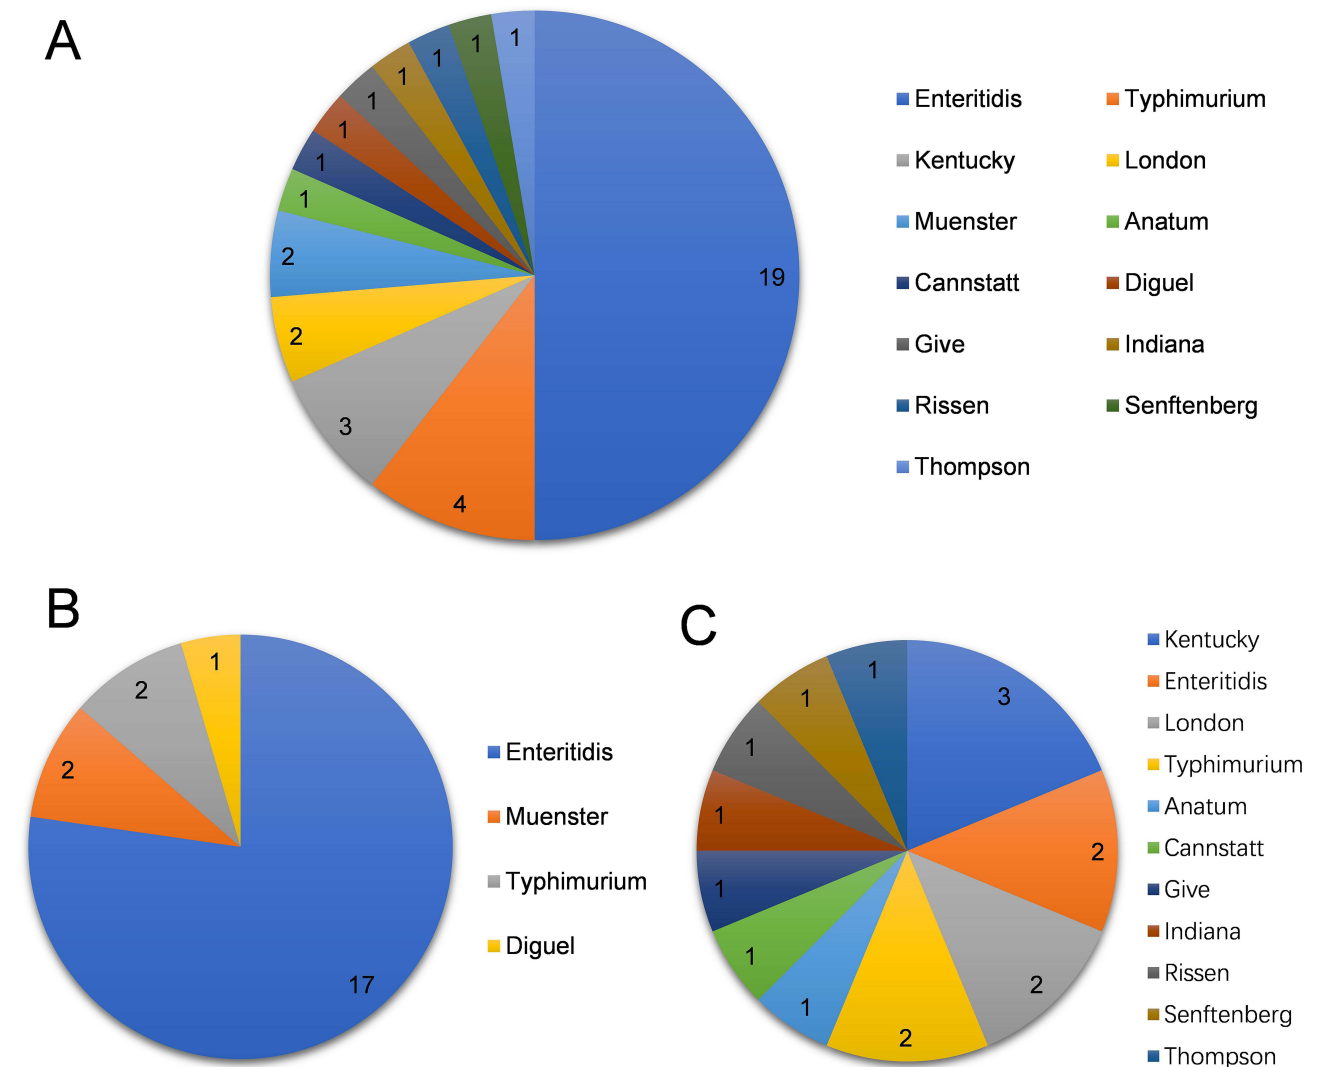 A
1
1
1
1
1
1
1
1
2
2
3
4
19
Enteritidis Typhimurium
Kentucky London
Muenster Anatum
Cannstatt Diguel
Give Indiana
Rissen Senftenberg
Thompson
B
1
2
2
17
Enteritidis
Muenster
Typhimurium
Diguel
C
1
1
1
1
1
1
1
2
2
2
3
Kentucky
Enteritidis
London
Typhimurium
Anatum
Cannstatt
Give
Indiana
Rissen
Senftenberg
Thompson